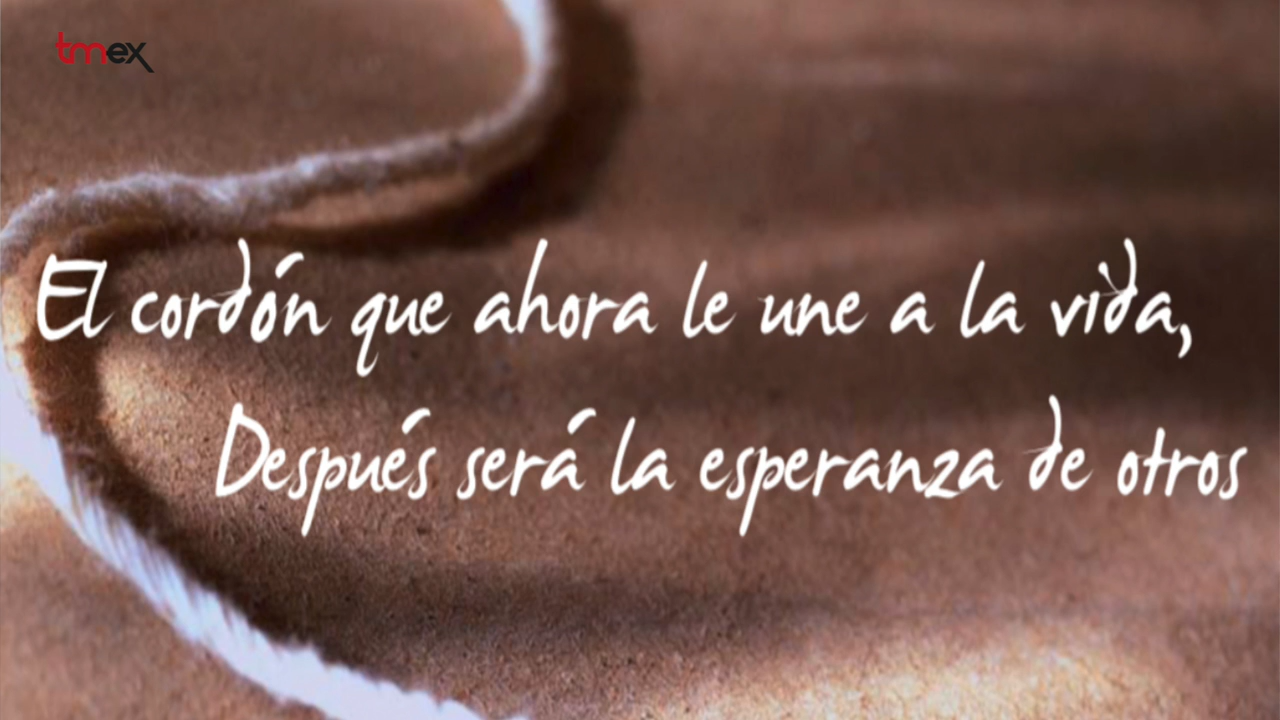 tmex
El cordón que ahora le une a la vida,
Después será la esperanza de otros